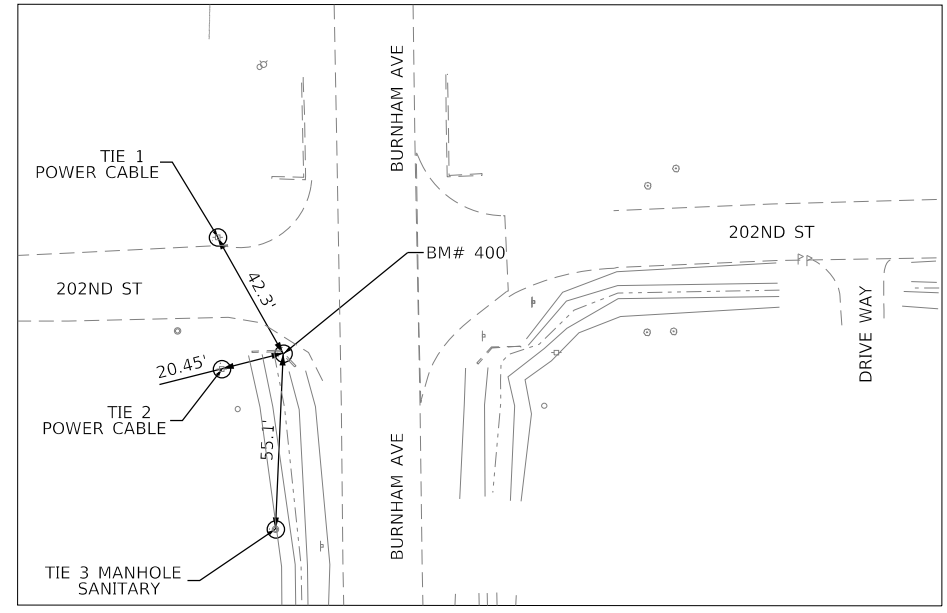 BURNHAM AVE
TIE 1
POWER CABLE
202ND ST
BM# 400
202ND ST
42.3'
DRIVE WAY
20.45'
TIE 2
POWER CABLE
55.1'
BURNHAM AVE
TIE 3 MANHOLE
SANITARY